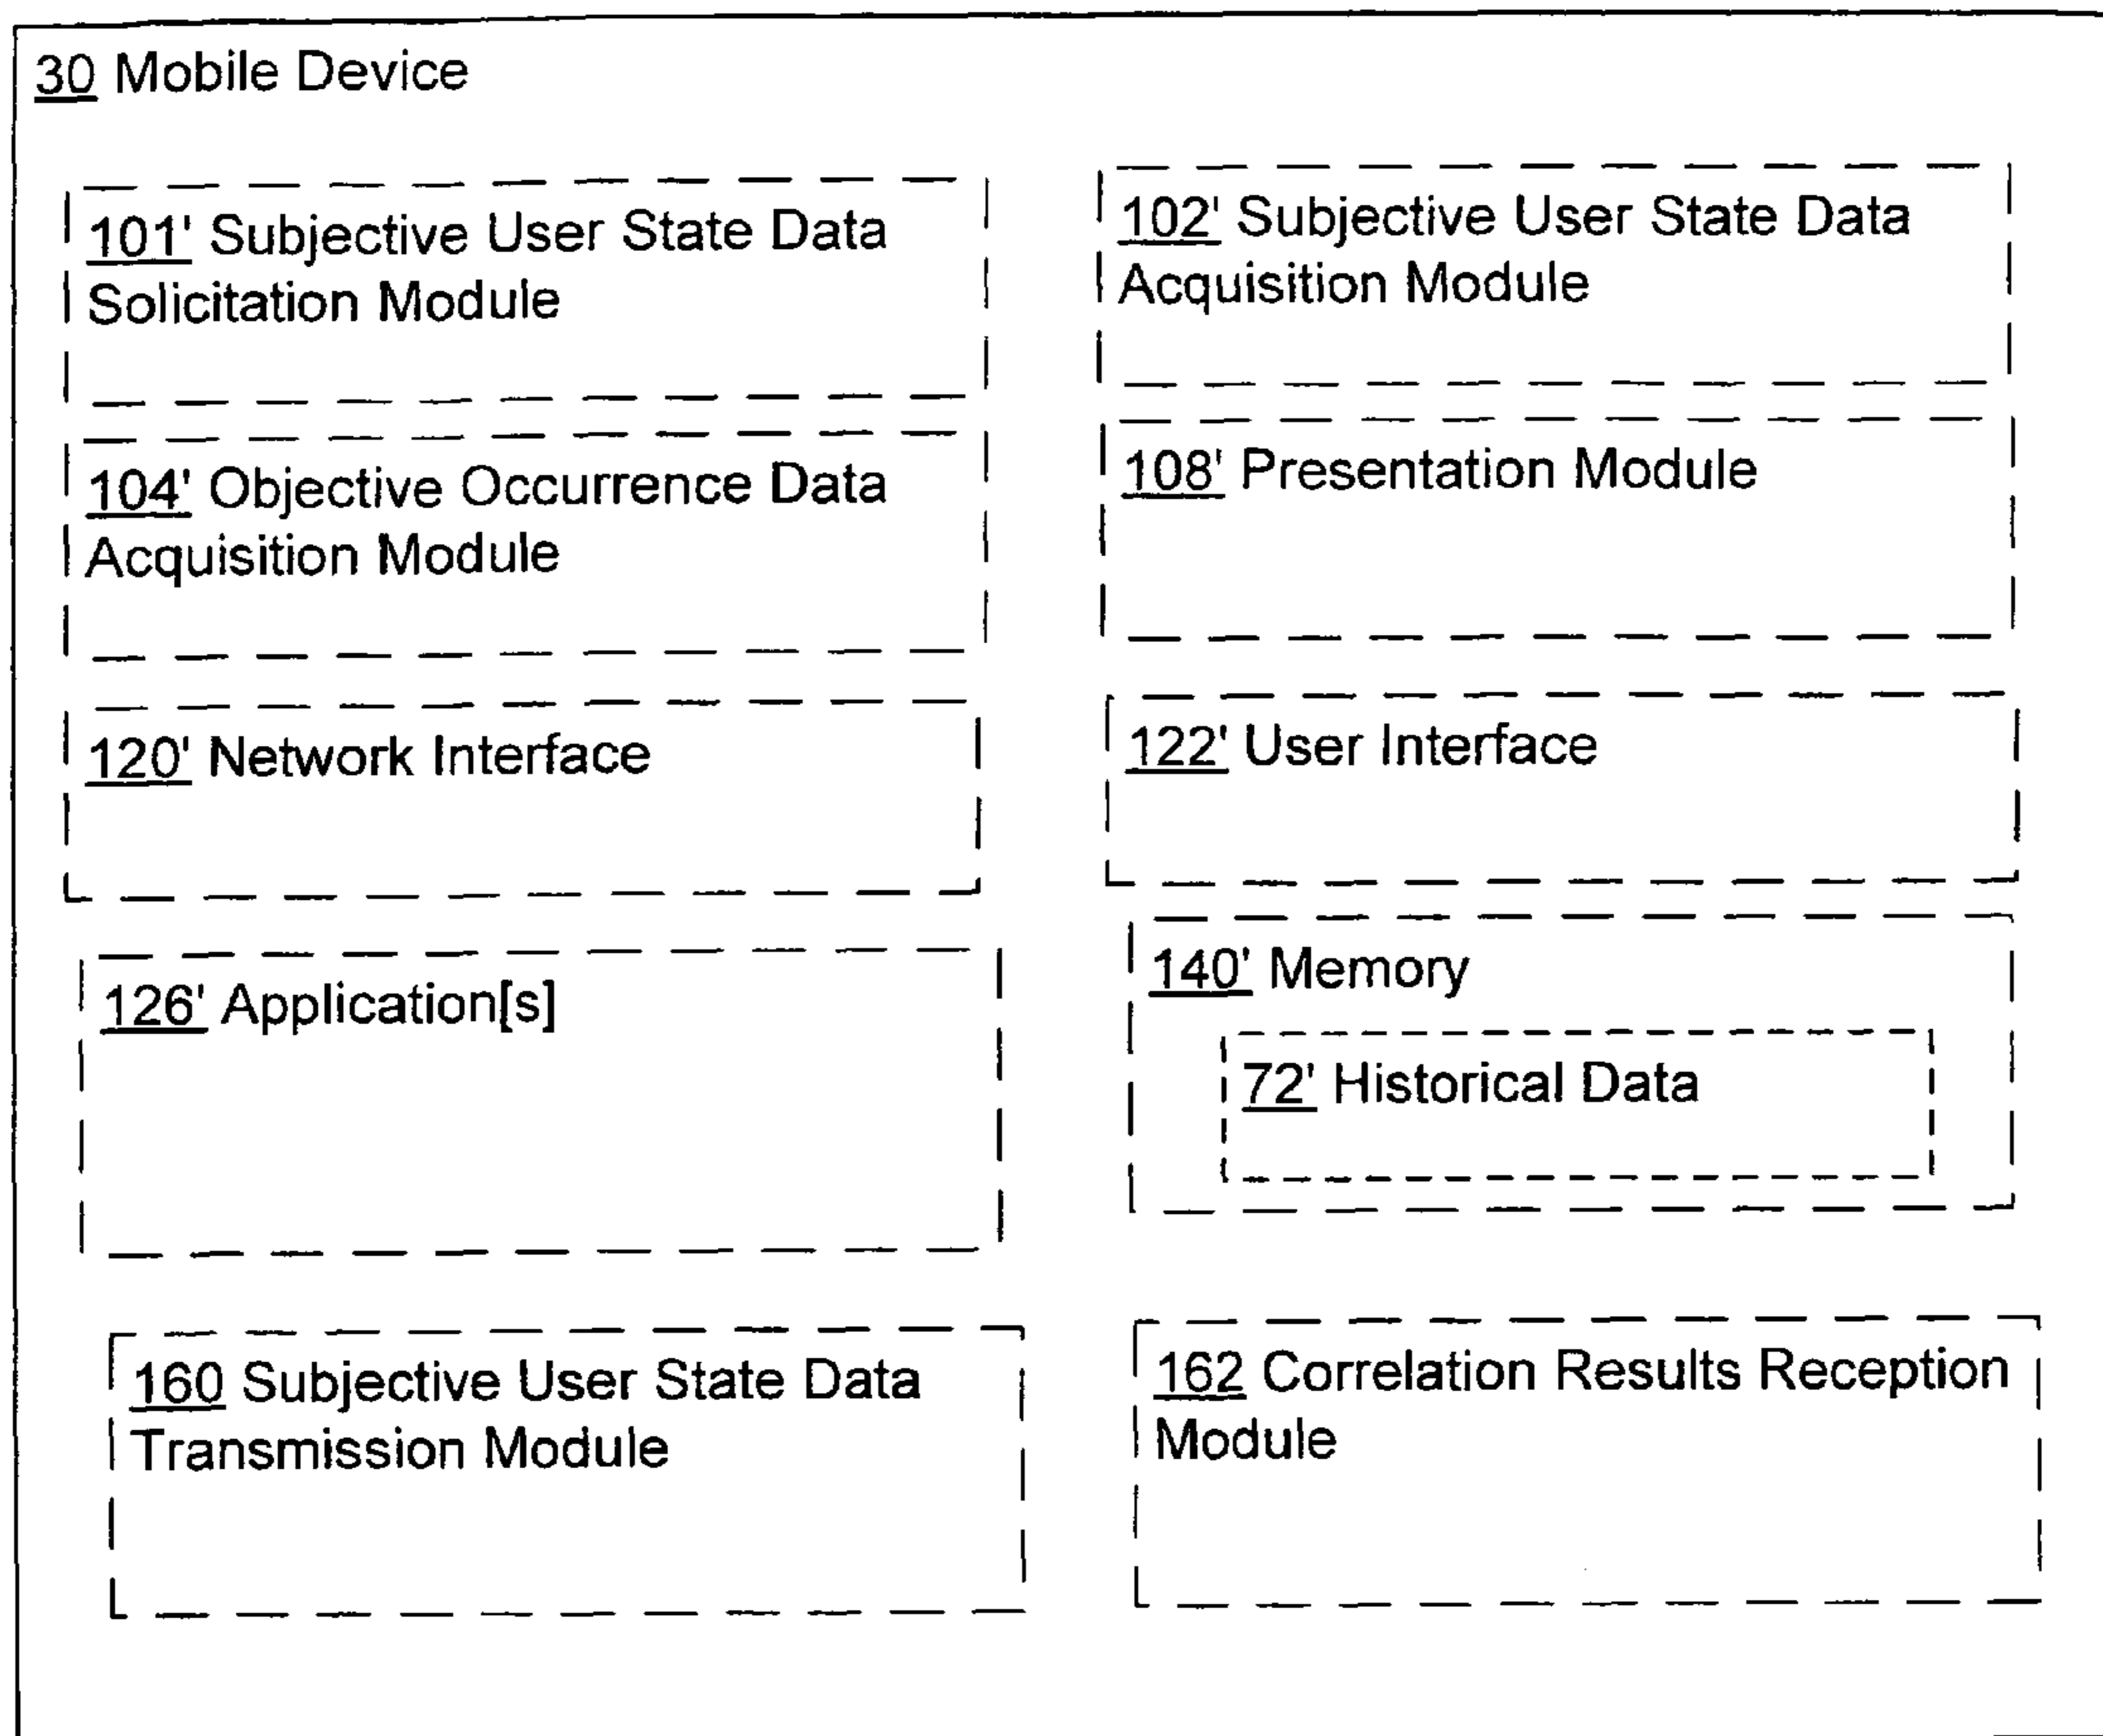 30 Mobile Device
101' Subjective User State Data
Solicitation Module
102' Subjective User State Data
Acquisition Module
104' Objective Occurrence Data
Acquisition Module
108' Presentation Module
120' Network Interface
122' User Interface
126' Application[s]
140' Memory
72' Historical Data
160 Subjective User State Data
Transmission Module
162 Correlation Results Reception
Module